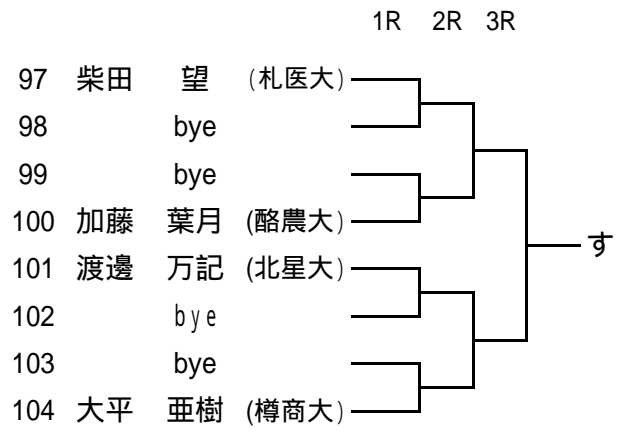 1R 2R 3R
97 柴田 望 (札医大)
98 bye
99 bye
100 加藤 葉月 (酪農大)
す
101 渡邊 万記 (北星大)
102 bye
103 bye
104 大平 亜樹 (樽商大)